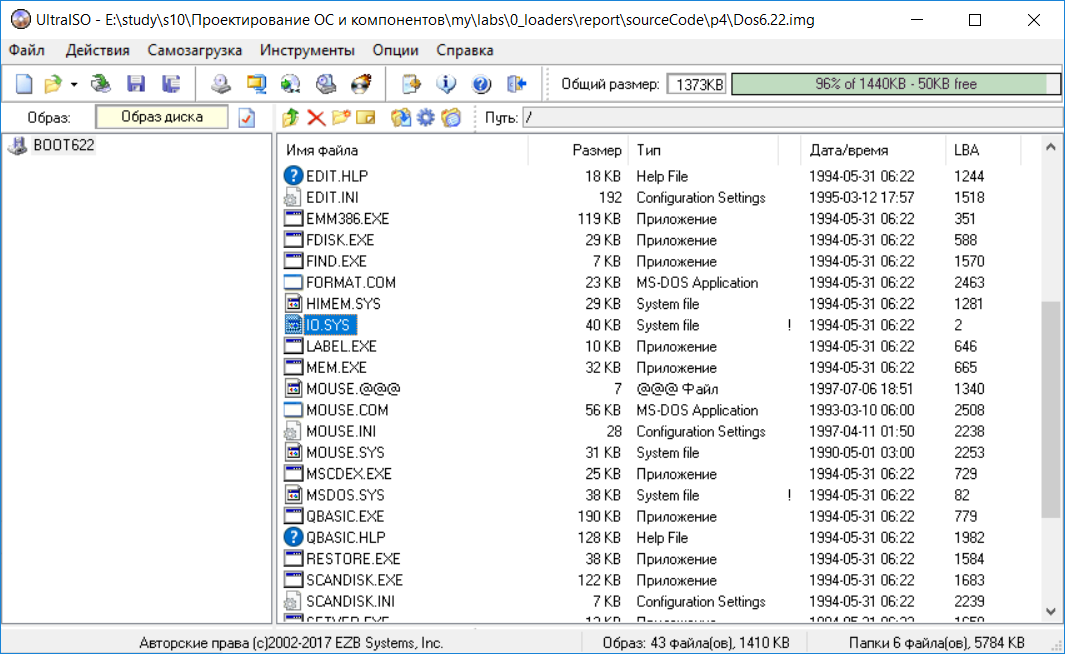 UltraISO - E:\study\s10\Проектирование ОС и компонентов\my\labs\0_loaders\report\sourceCode\p4\Dos6.22.img
Файл Действия Самозагрузка Инструменты Опции Справка
Общий размер: 1373KB 96% of 1440KB - 50KB free
Образ: Образ диска Путь: /
BOOT622
Имя файла Размер Тип Дата/время LBA
EDIT.HLP 18 KB Help File 1994-05-31 06:22 1244
EDIT.INI 192 Configuration Settings 1995-03-12 17:57 1518
EMM386.EXE 119 KB Приложение 1994-05-31 06:22 351
FDISK.EXE 29 KB Приложение 1994-05-31 06:22 588
FIND.EXE 7 KB Приложение 1994-05-31 06:22 1570
FORMAT.COM 23 KB MS-DOS Application 1994-05-31 06:22 2463
HIMEM.SYS 29 KB System file 1994-05-31 06:22 1281
IO.SYS 40 KB System file ! 1994-05-31 06:22 2
LABEL.EXE 10 KB Приложение 1994-05-31 06:22 646
MEM.EXE 32 KB Приложение 1994-05-31 06:22 665
MOUSE.@@@ 7 @@@ Файл 1997-07-06 18:51 1340
MOUSE.COM 56 KB MS-DOS Application 1993-03-10 06:00 2508
MOUSE.INI 28 Configuration Settings 1997-04-11 01:50 2238
MOUSE.SYS 31 KB System file 1990-05-01 03:00 2253
MSCDEX.EXE 25 KB Приложение 1994-05-31 06:22 729
MSDOS.SYS 38 KB System file ! 1994-05-31 06:22 82
QBASIC.EXE 190 KB Приложение 1994-05-31 06:22 779
QBASIC.HLP 128 KB Help File 1994-05-31 06:22 1982
RESTORE.EXE 38 KB Приложение 1994-05-31 06:22 1584
SCANDISK.EXE 122 KB Приложение 1994-05-31 06:22 1683
SCANDISK.INI 7 KB Configuration Settings 1994-05-31 06:22 2239
Авторские права (c)2002-2017 EZB Systems, Inc. Образ: 43 файла(ов), 1410 KB Папки 6 файла(ов), 5784 KB